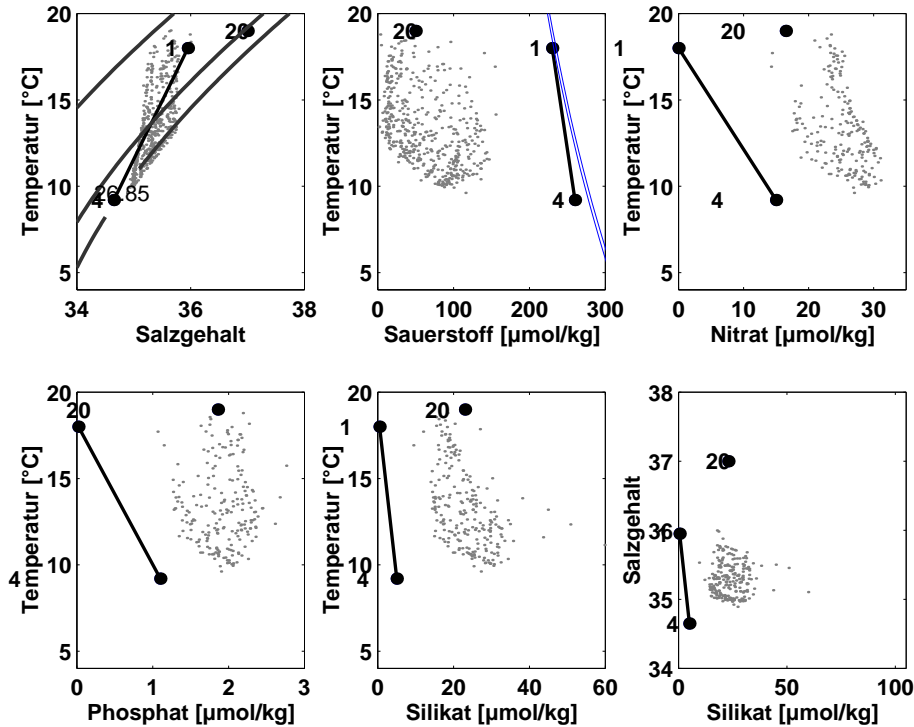 20
15
10
5
Temperatur [°C]
1
20
4
26.85
34 36 38
Salzgehalt
20
15
10
5
Temperatur [°C]
20
1
4
0 100 200 300
Sauerstoff [µmol/kg]
20
15
10
5
Temperatur [°C]
1
20
4
0 10 20 30
Nitrat [µmol/kg]
20
15
10
5
Temperatur [°C]
20
4
0 1 2 3
Phosphat [µmol/kg]
20
15
10
5
Temperatur [°C]
1
20
4
0 20 40 60
Silikat [µmol/kg]
38
37
36
35
34
Salzgehalt
20
4
0 50 100
Silikat [µmol/kg]